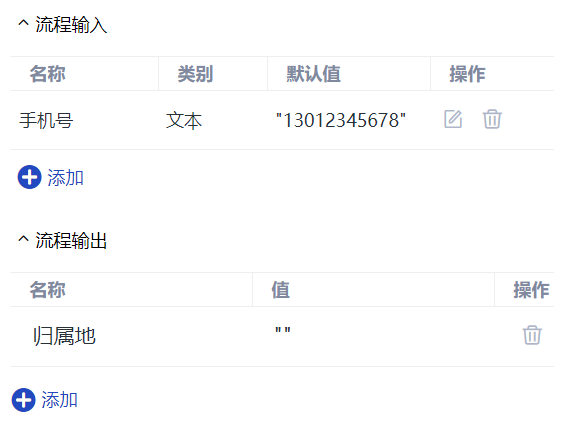 流程输入
名称 类别 默认值 操作
手机号 文本 "13012345678"
添加
流程输出
名称 值 操作
归属地 ""
添加